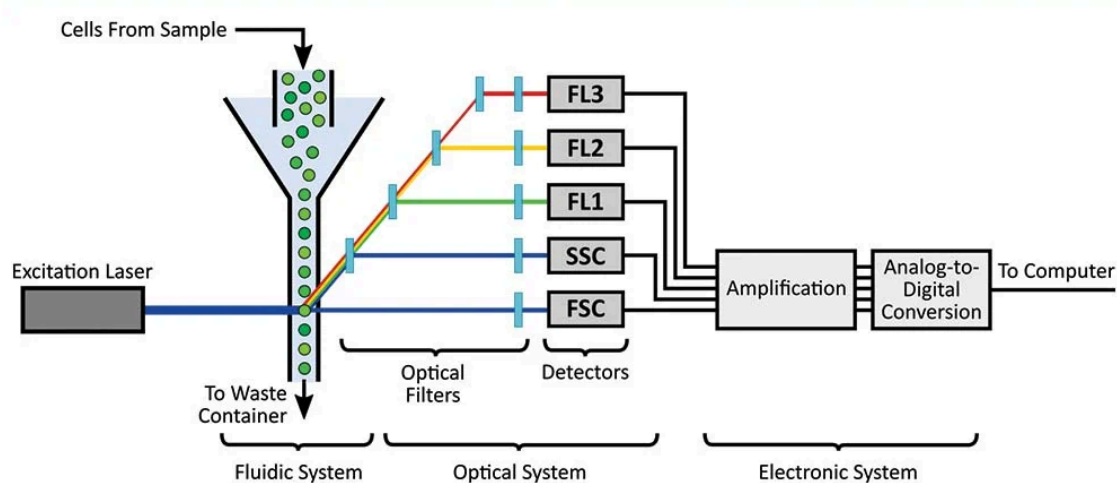 Cells From Sample
FL3
FL2
FL1
SSC
FSC
Excitation Laser
Amplification
Analog-to-
Digital
Conversion
To Computer
Optical
Filters
Detectors
To Waste
Container
Fluidic System
Optical System
Electronic System